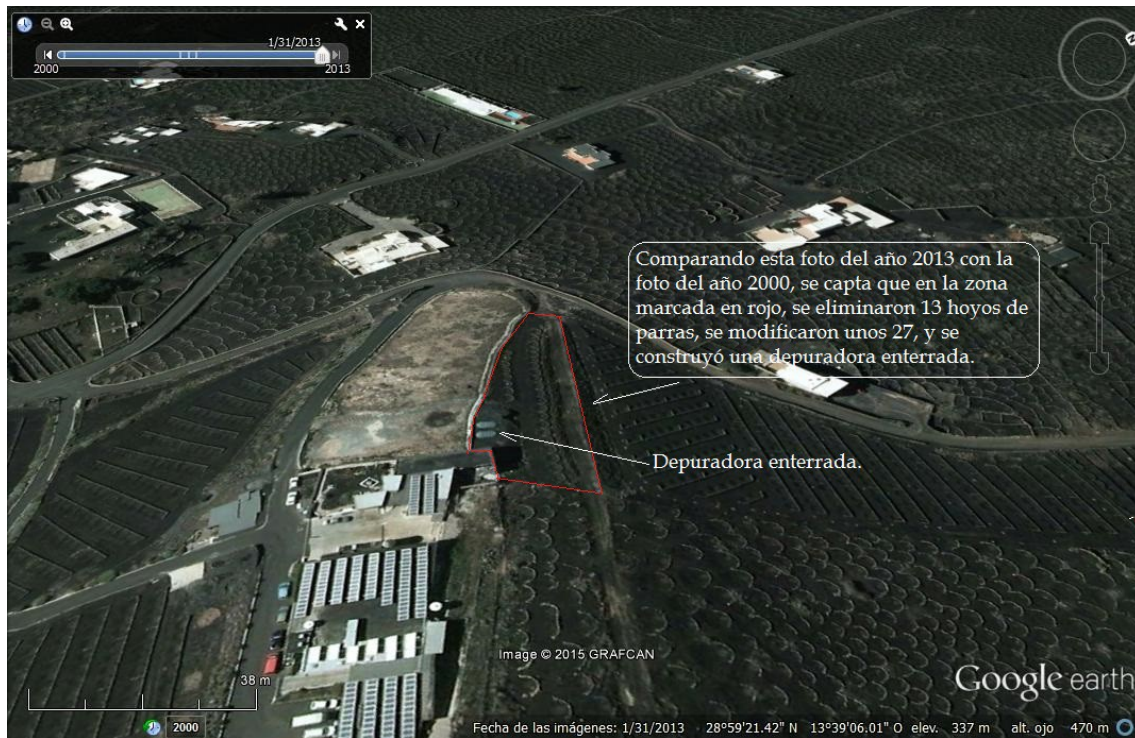 1/31/2013
2000
2013
Comparando esta foto del año 2013 con la
foto del año 2000, se capta que en la zona
marcada en rojo, se eliminaron 13 hoyos de
parras, se modificaron unos 27, y se
construyó una depuradora enterrada.
Depuradora enterrada.
Image © 2015 GRAFCAN
38 m
Google earth
2000
Fecha de las imágenes: 1/31/2013 28°59'21.42" N 13°39'06.01" O elev. 337 m alt. ojo 470 m